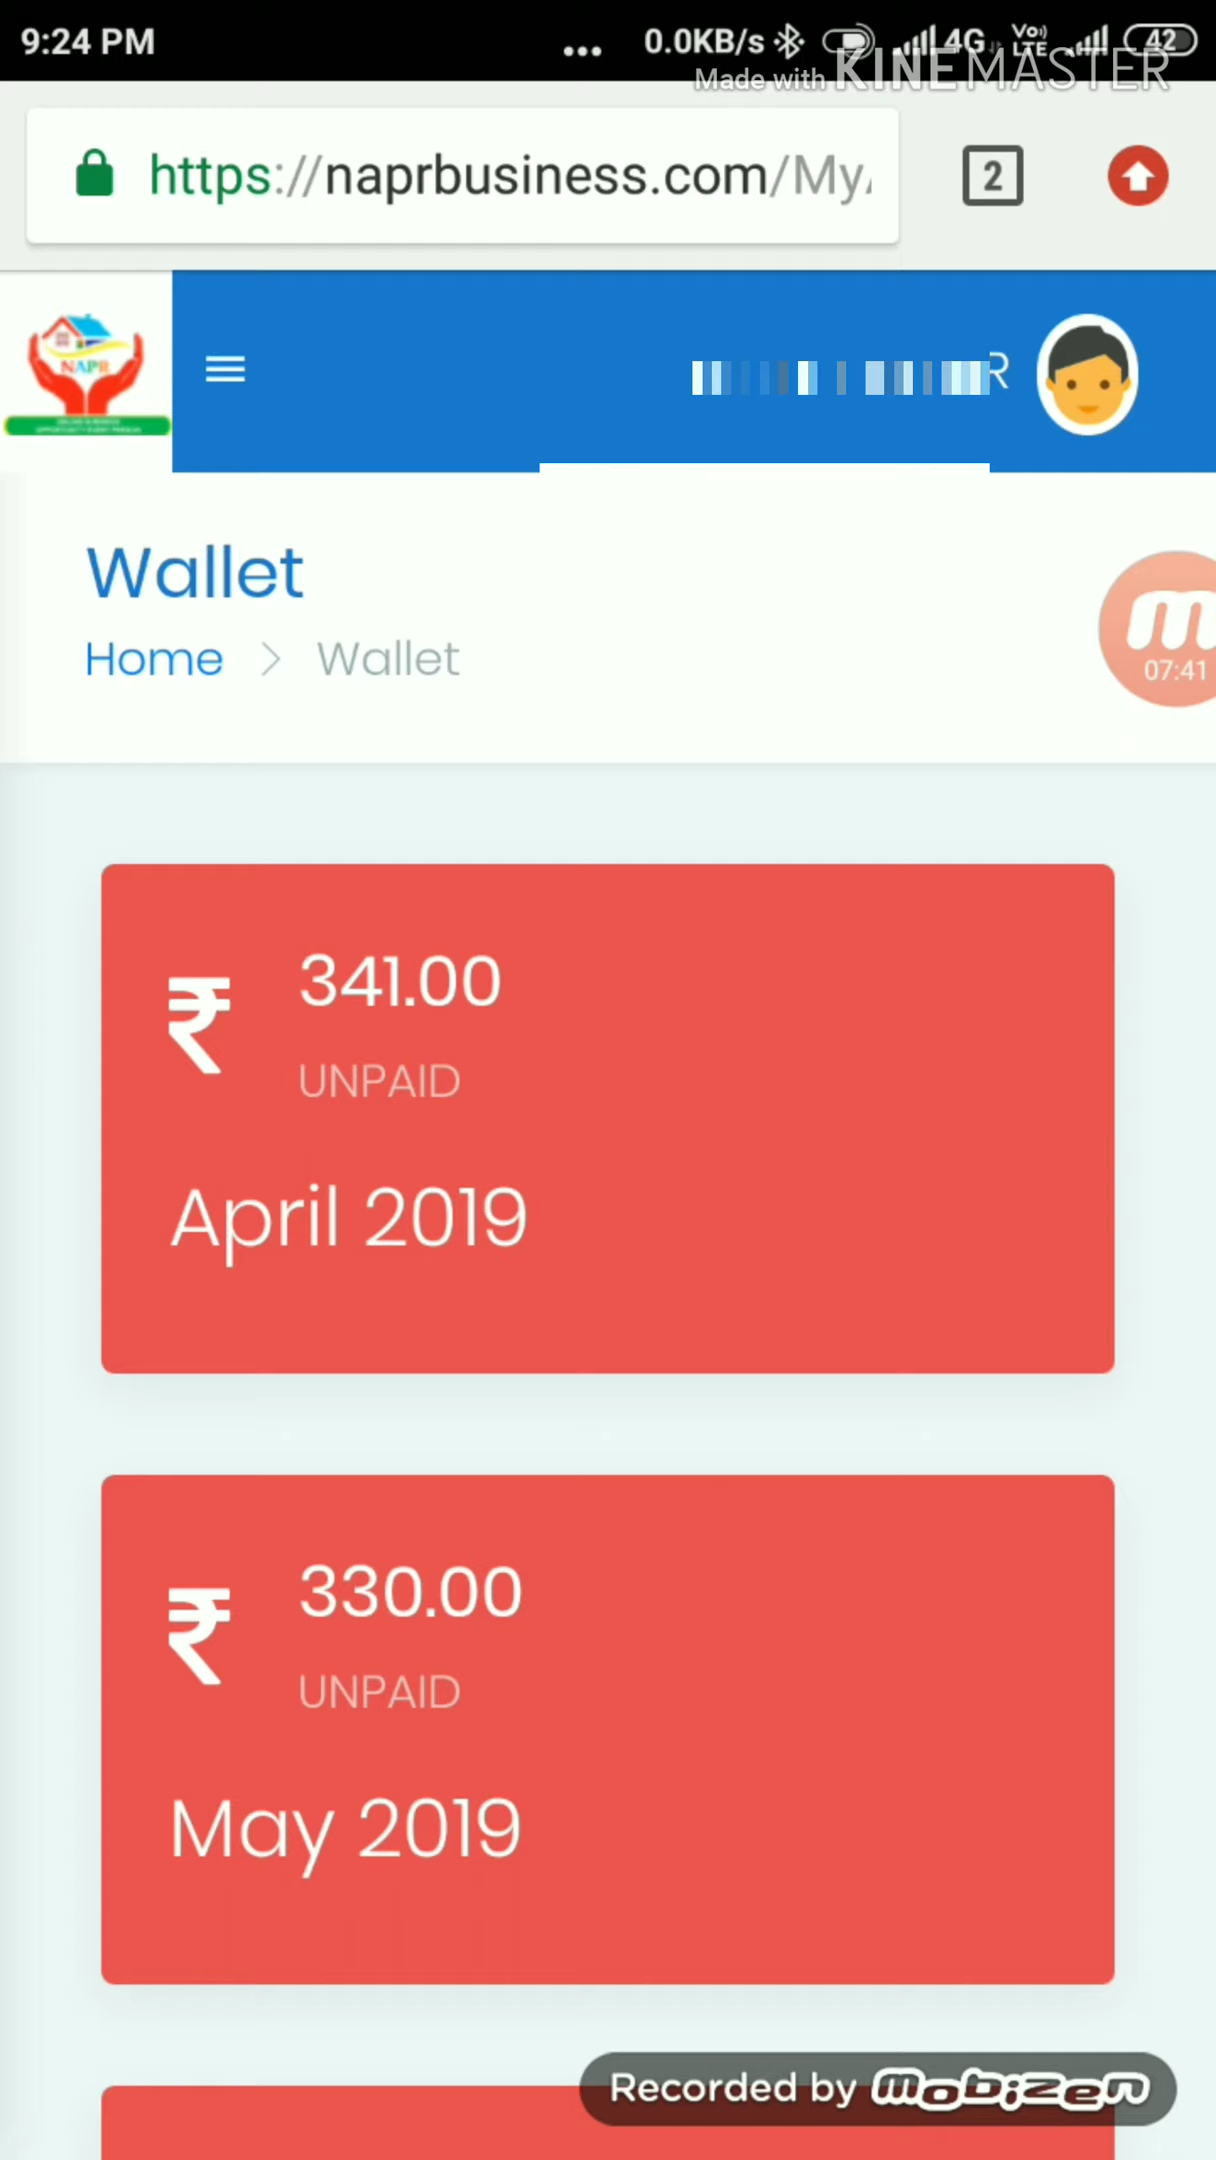 9:24 PM
... 0.0KB/s 4G Vo) LTE 42
Made with KINEMASTER
https://naprbusiness.com/My
2
NAPR
R
Wallet
Home > Wallet
07:41
₹ 341.00
UNPAID
April 2019
₹ 330.00
UNPAID
May 2019
Recorded by mobizen